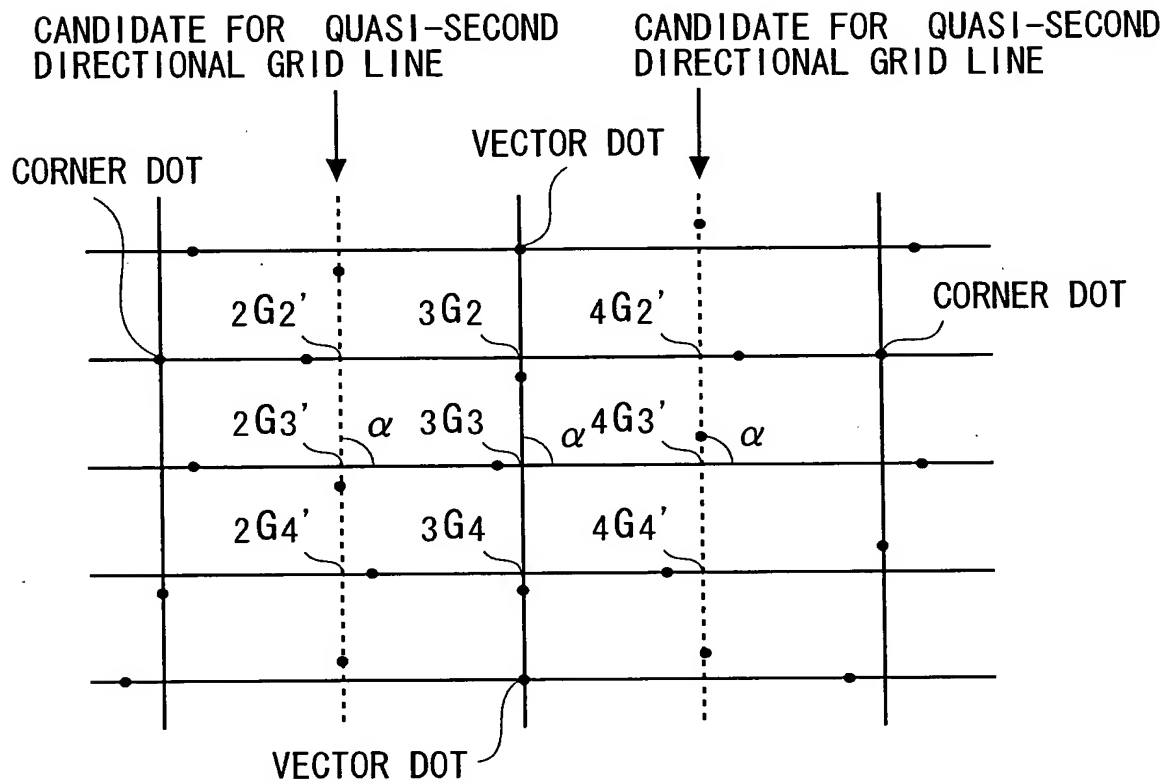 CANDIDATE FOR QUASI-SECOND
DIRECTIONAL GRID LINE
CANDIDATE FOR QUASI-SECOND
DIRECTIONAL GRID LINE
VECTOR DOT
CORNER DOT
CORNER DOT
2G2' 3G2 4G2'
2G3' α 3G3 α 4G3' α
2G4' 3G4 4G4'
VECTOR DOT